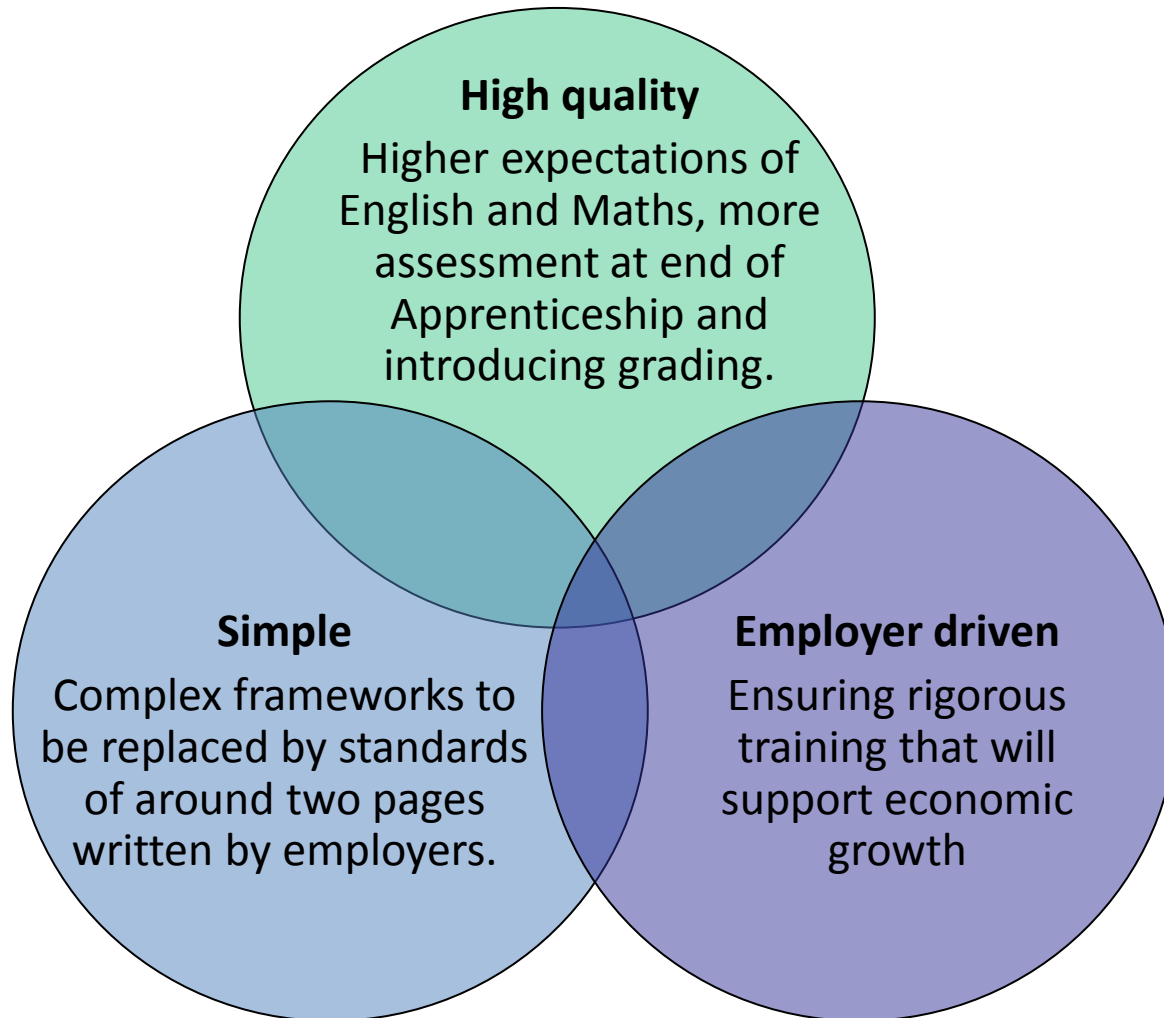 High quality
Higher expectations of
English and Maths, more
assessment at end of
Apprenticeship and
introducing grading.
Simple
Complex frameworks to
be replaced by standards
of around two pages
written by employers.
Employer driven
Ensuring rigorous
training that will
support economic
growth